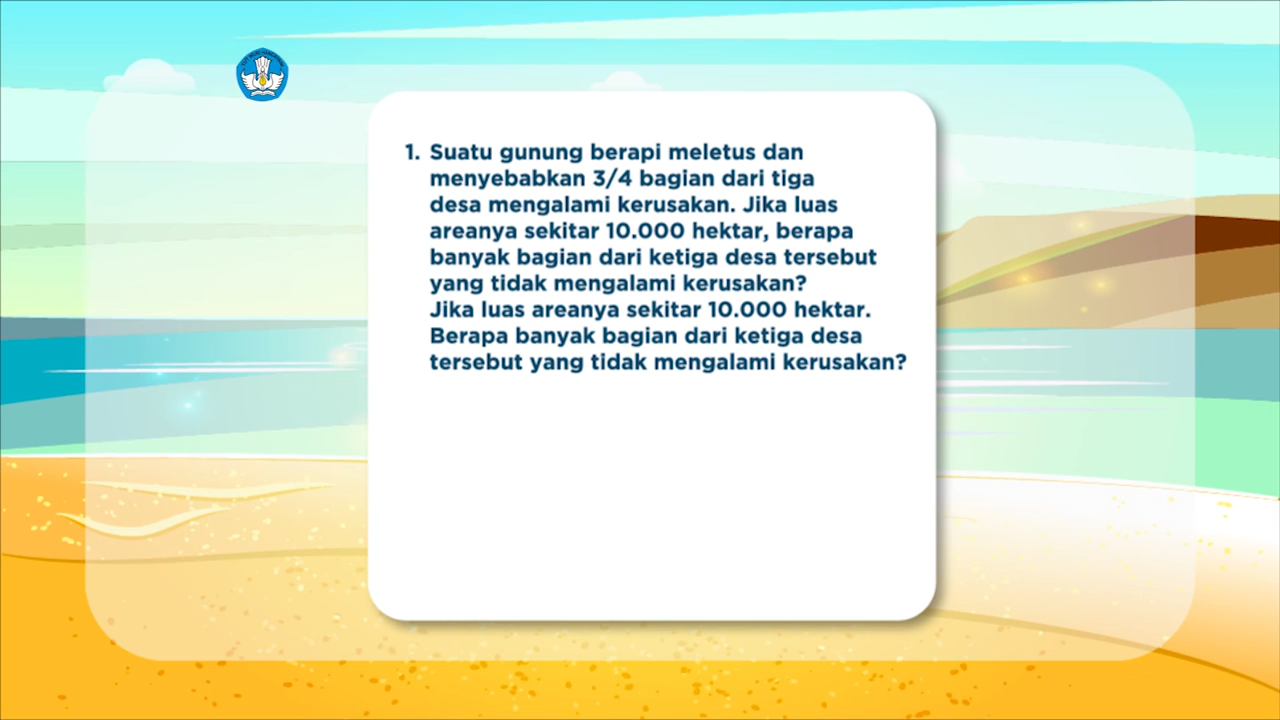 1. Suatu gunung berapi meletus dan
menyebabkan 3/4 bagian dari tiga
desa mengalami kerusakan. Jika luas
areanya sekitar 10.000 hektar, berapa
banyak bagian dari ketiga desa tersebut
yang tidak mengalami kerusakan?
Jika luas areanya sekitar 10.000 hektar.
Berapa banyak bagian dari ketiga desa
tersebut yang tidak mengalami kerusakan?